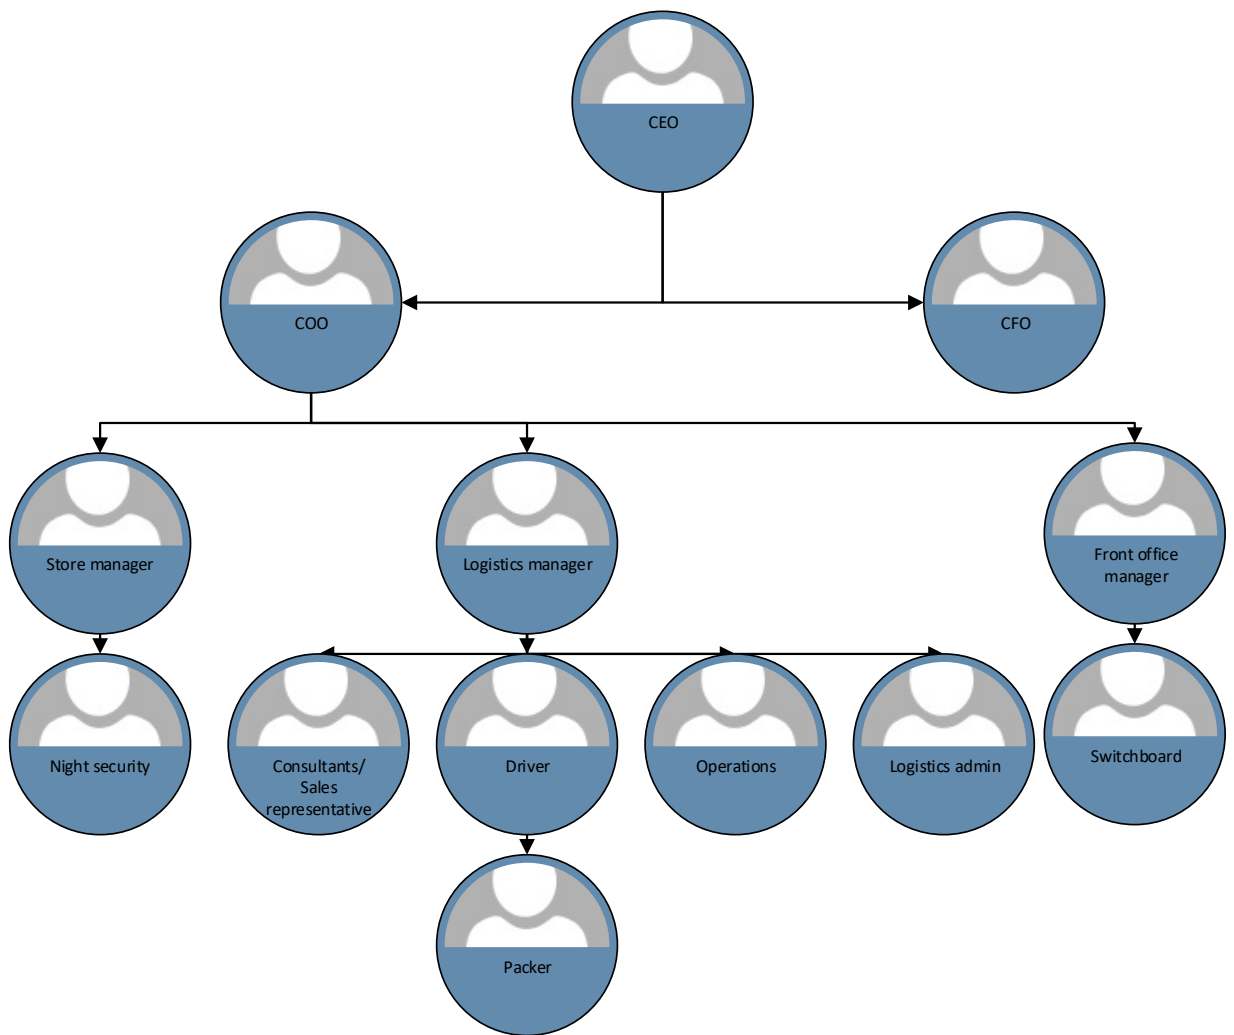 CEO
COO
CFO
Store manager
Logistics manager
Front office
manager
Night security
Consultants/
Sales
representative
Driver
Operations
Logistics admin
Switchboard
Packer